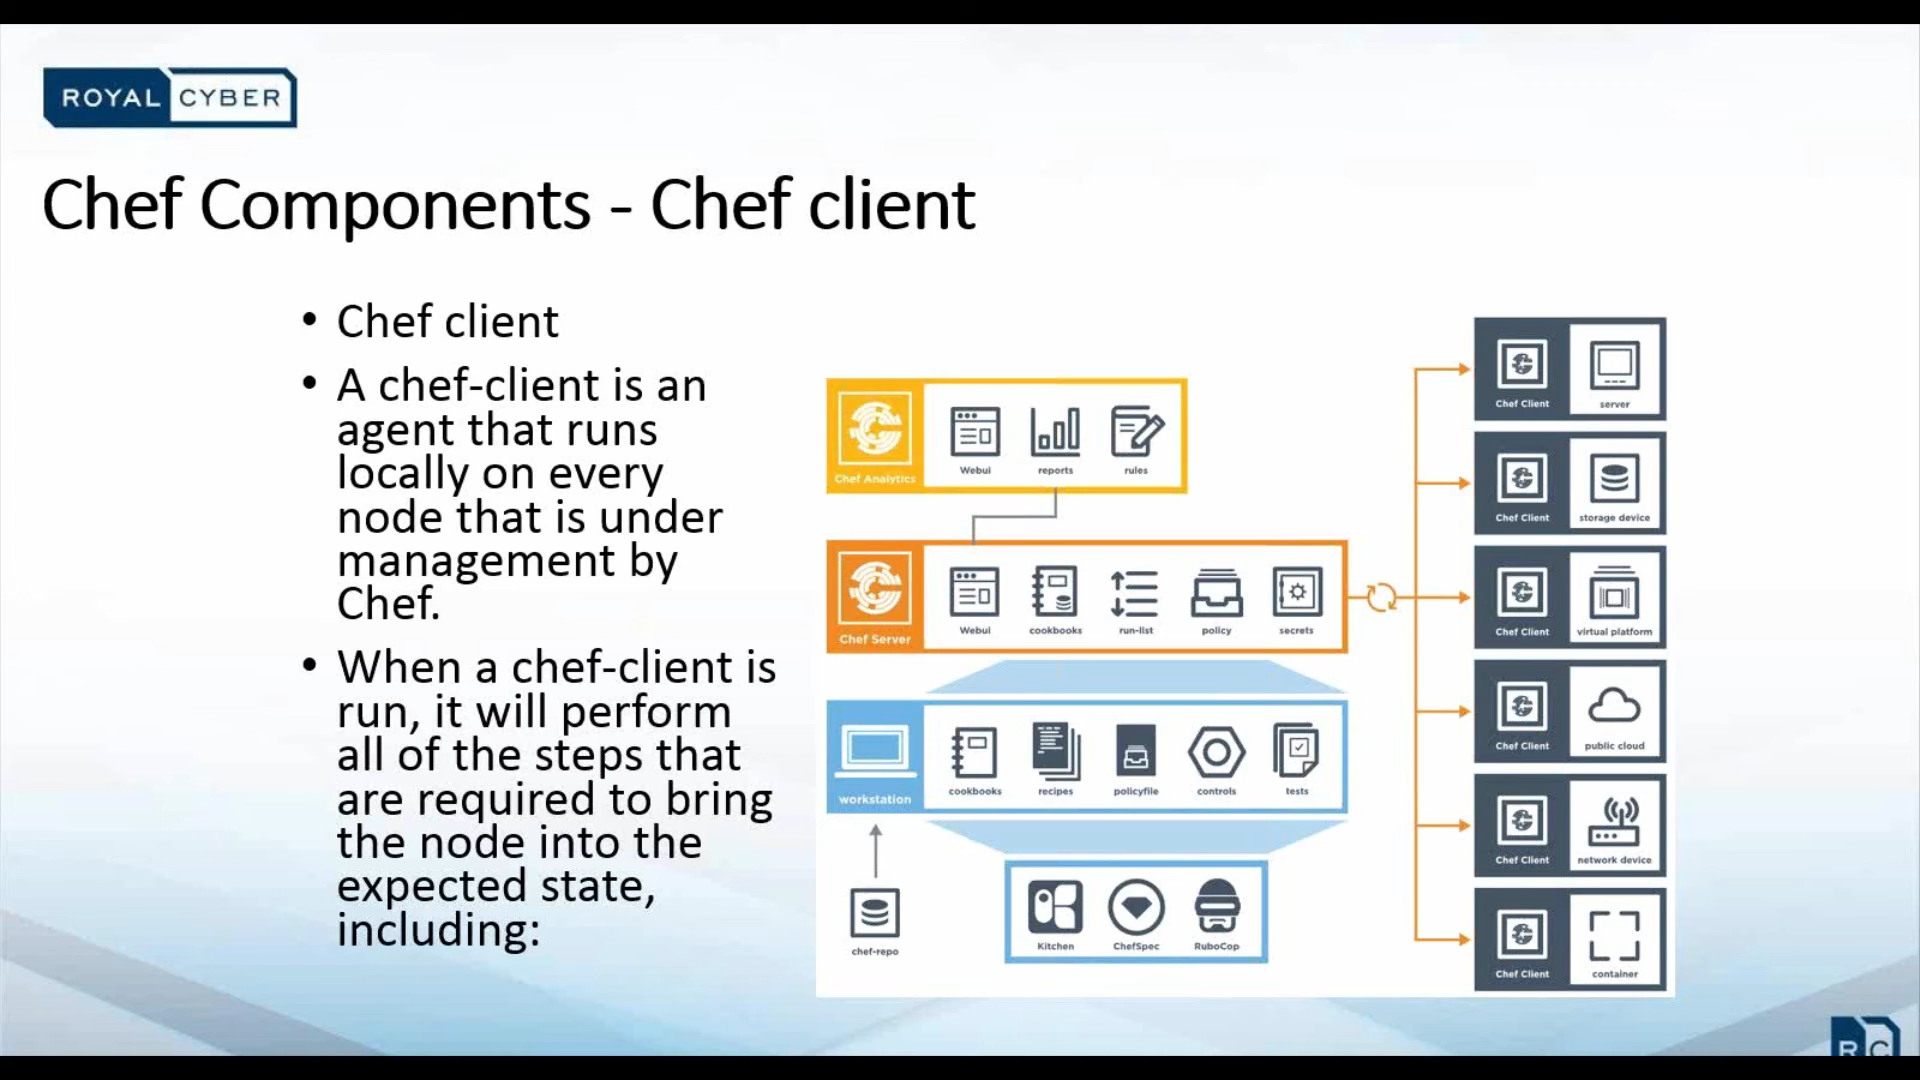 ROYAL CYBER
Chef Components - Chef client
• Chef client
• A chef-client is an
agent that runs
locally on every
node that is under
management by
Chef.
• When a chef-client is
run, it will perform
all of the steps that
are required to bring
the node into the
expected state,
including:
Chef Analytics
Webui
reports
rules
Chef Server
Webui
cookbooks
run-list
policy
secrets
workstation
cookbooks
recipes
policyfile
controls
tests
chef-repo
Kitchen
ChefSpec
RuboCop
Chef Client
server
Chef Client
storage device
Chef Client
virtual platform
Chef Client
public cloud
Chef Client
network device
Chef Client
container
RC